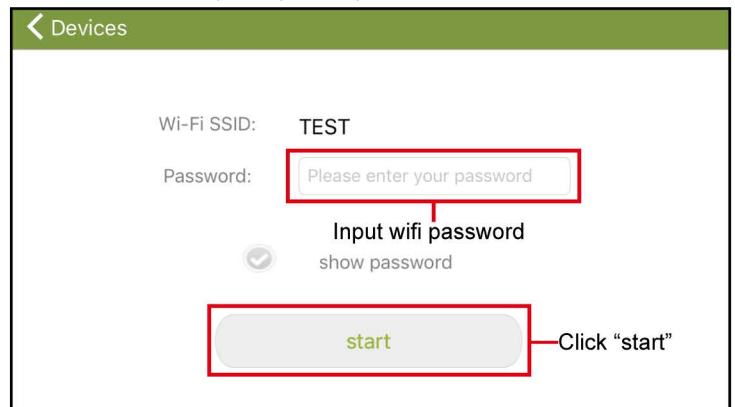 Devices
Wi-Fi SSID: TEST
Password: Please enter your password
Input wifi password
show password
start
Click “start”